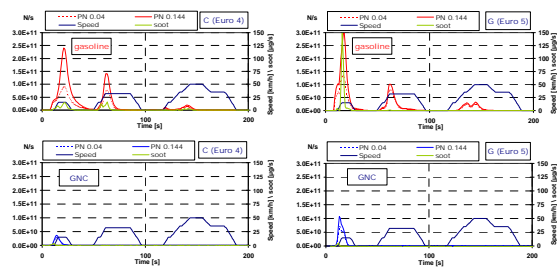 N/s PN 0.04 PN 0.144 C (Euro 4)
Speed soot
3.0E+11 150
2.5E+11 gasoline 125
2.0E+11 100
1.5E+11 75
1.0E+11 50
5.0E+10 25
0.0E+00 0
0 100 200
Time [s]
Speed [km/h] \ soot [µg/s]
N/s PN 0.04 PN 0.144 G (Euro 5)
Speed soot
3.0E+11 150
2.5E+11 gasoline 125
2.0E+11 100
1.5E+11 75
1.0E+11 50
5.0E+10 25
0.0E+00 0
0 100 200
Time [s]
Speed [km/h] \ soot [µg/s]
N/s PN 0.04 PN 0.144 C (Euro 4)
Speed soot
3.0E+11 150
2.5E+11 GNC 125
2.0E+11 100
1.5E+11 75
1.0E+11 50
5.0E+10 25
0.0E+00 0
0 100 200
Time [s]
Speed [km/h] \ soot [µg/s]
N/s PN 0.04 PN 0.144 G (Euro 5)
Speed soot
3.0E+11 150
2.5E+11 GNC 125
2.0E+11 100
1.5E+11 75
1.0E+11 50
5.0E+10 25
0.0E+00 0
0 100 200
Time [s]
Speed [km/h] \ soot [µg/s]